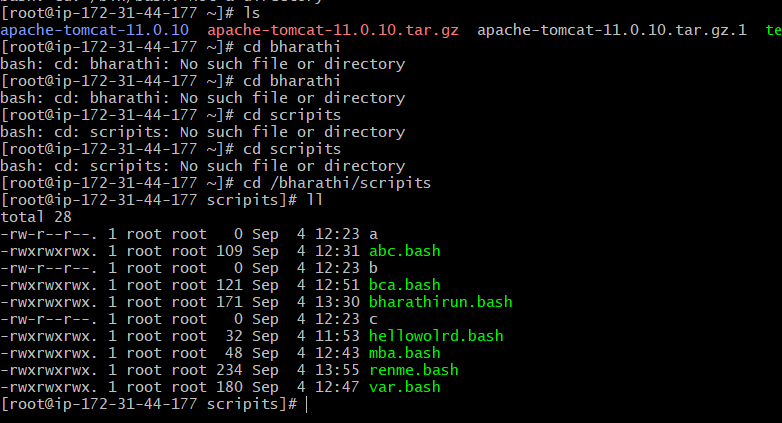 [root@ip-172-31-44-177 ~]# ls
apache-tomcat-11.0.10 apache-tomcat-11.0.10.tar.gz apache-tomcat-11.0.10.tar.gz.1 te
[root@ip-172-31-44-177 ~]# cd bharathi
bash: cd: bharathi: No such file or directory
[root@ip-172-31-44-177 ~]# cd bharathi
bash: cd: bharathi: No such file or directory
[root@ip-172-31-44-177 ~]# cd scripits
bash: cd: scripits: No such file or directory
[root@ip-172-31-44-177 ~]# cd scripits
bash: cd: scripits: No such file or directory
[root@ip-172-31-44-177 ~]# cd /bharathi/scripits
[root@ip-172-31-44-177 scripits]# ll
total 28
-rw-r--r--. 1 root root   0 Sep  4 12:23 a
-rwxrwxrwx. 1 root root 109 Sep  4 12:31 abc.bash
-rw-r--r--. 1 root root   0 Sep  4 12:23 b
-rwxrwxrwx. 1 root root 121 Sep  4 12:51 bca.bash
-rwxrwxrwx. 1 root root 171 Sep  4 13:30 bharathirun.bash
-rw-r--r--. 1 root root   0 Sep  4 12:23 c
-rwxrwxrwx. 1 root root  32 Sep  4 11:53 hellowolrd.bash
-rwxrwxrwx. 1 root root  48 Sep  4 12:43 mba.bash
-rwxrwxrwx. 1 root root 234 Sep  4 13:55 renme.bash
-rwxrwxrwx. 1 root root 180 Sep  4 12:47 var.bash
[root@ip-172-31-44-177 scripits]#